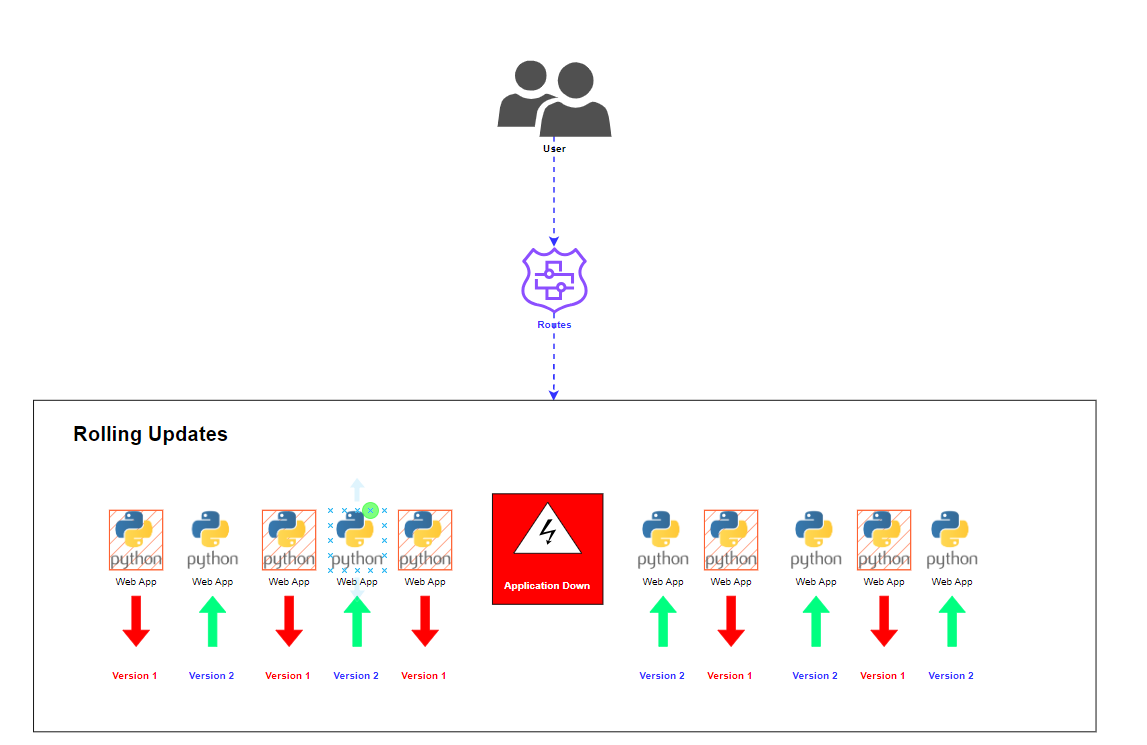 User
Routes
Rolling Updates
python
python
python
python
python
python
python
python
python
python
Application Down
Web App
Web App
Web App
Web App
Web App
Web App
Web App
Web App
Web App
Web App
Version 1
Version 2
Version 1
Version 2
Version 1
Version 2
Version 1
Version 2
Version 1
Version 2